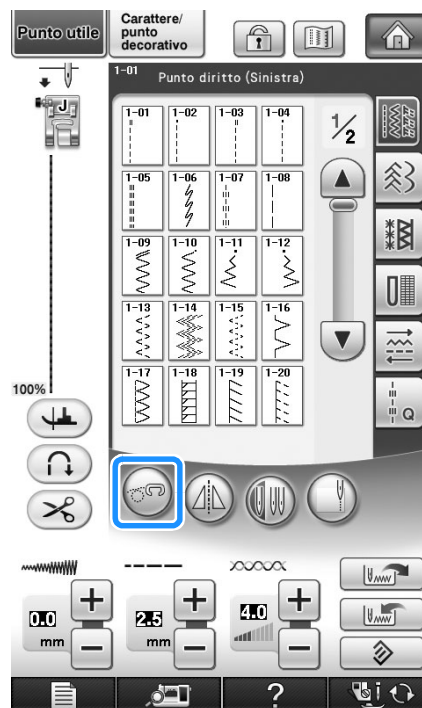 Punto utile
Carattere/
punto
decorativo
1-01
Punto diritto (Sinistra)
J
1-01 1-02 1-03 1-04
1/2
1-05 1-06 1-07 1-08
1-09 1-10 1-11 1-12
1-13 1-14 1-15 1-16
1-17 1-18 1-19 1-20
Q
100%
0.0 2.5 4.0
mm mm
?